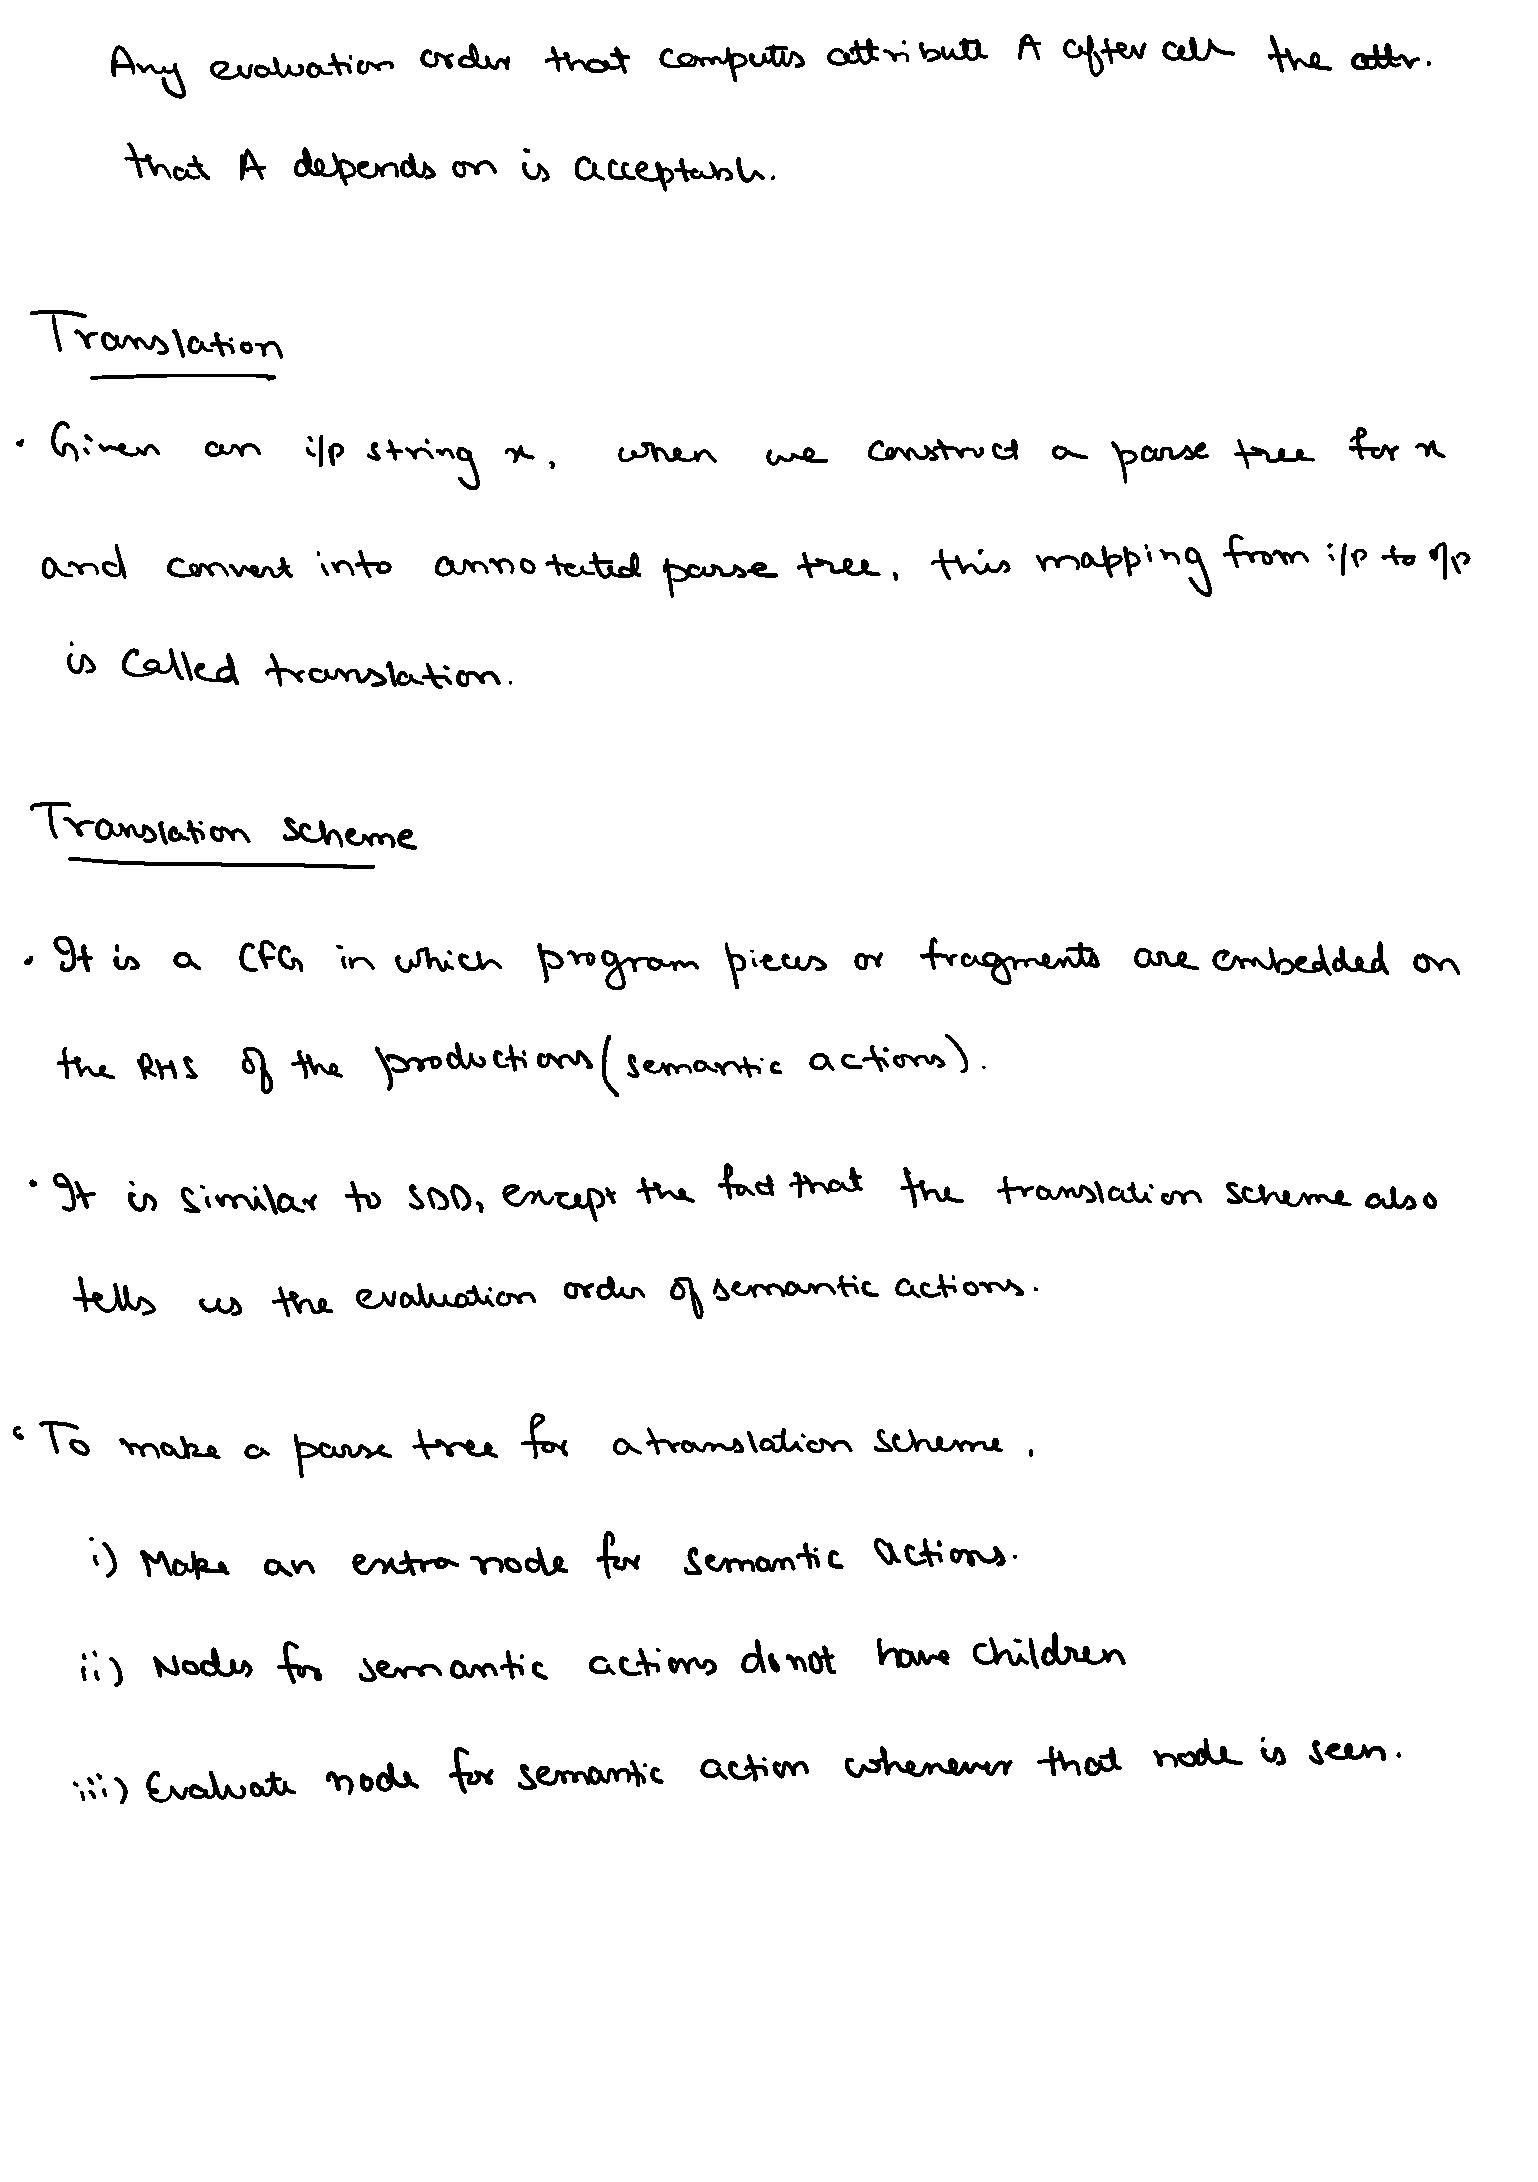 Any evaluation order that computes attribute A after all the attr.
that A depends on is acceptable.
Translation
• Given an i/p string x, when we construct a parse tree for x
and convert into annotated parse tree, this mapping from i/p to o/p
is called translation.
Translation scheme
• It is a CFG in which program pieces or fragments are embedded on
the RHS of the productions (semantic actions).
• It is similar to SDD, except the fact that the translation scheme also
tells us the evaluation order of semantic actions.
• To make a parse tree for a translation scheme,
i) Make an extra node for semantic actions.
ii) Nodes for semantic actions do not have children
iii) Evaluate node for semantic action whenever that node is seen.